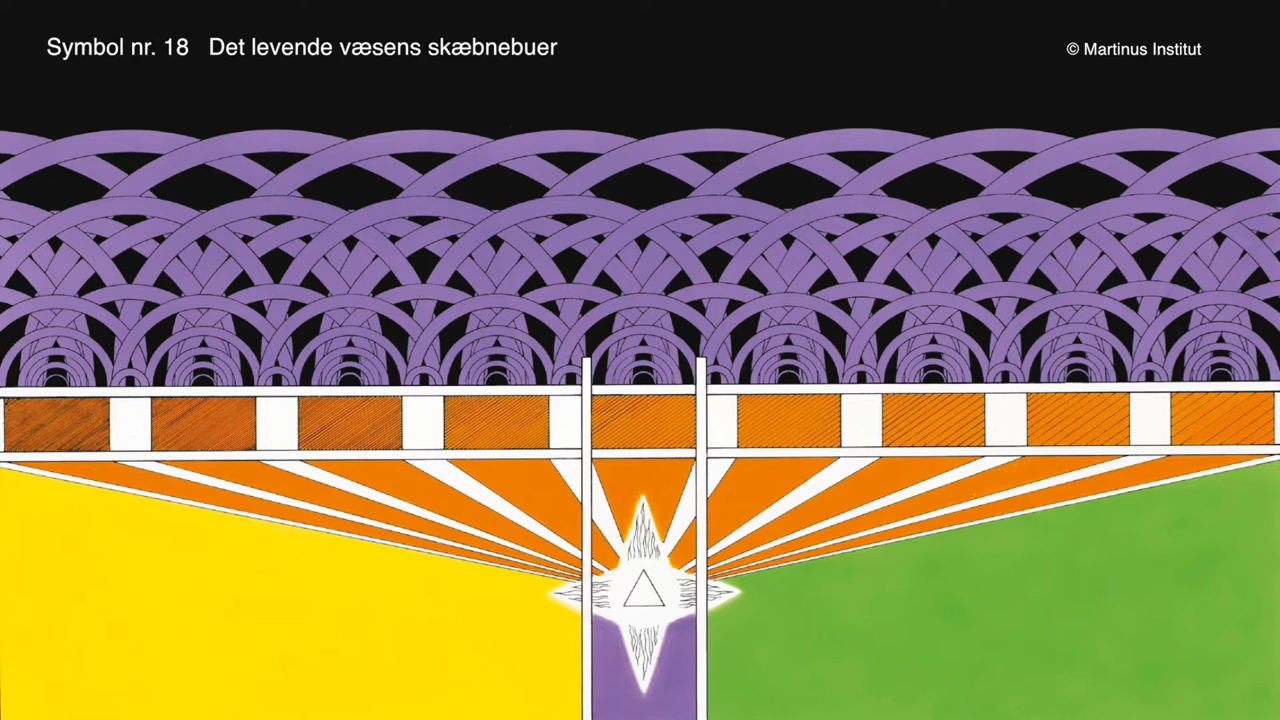 Symbol nr. 18 Det levende væsens skæbnebuer
© Martinus Institut